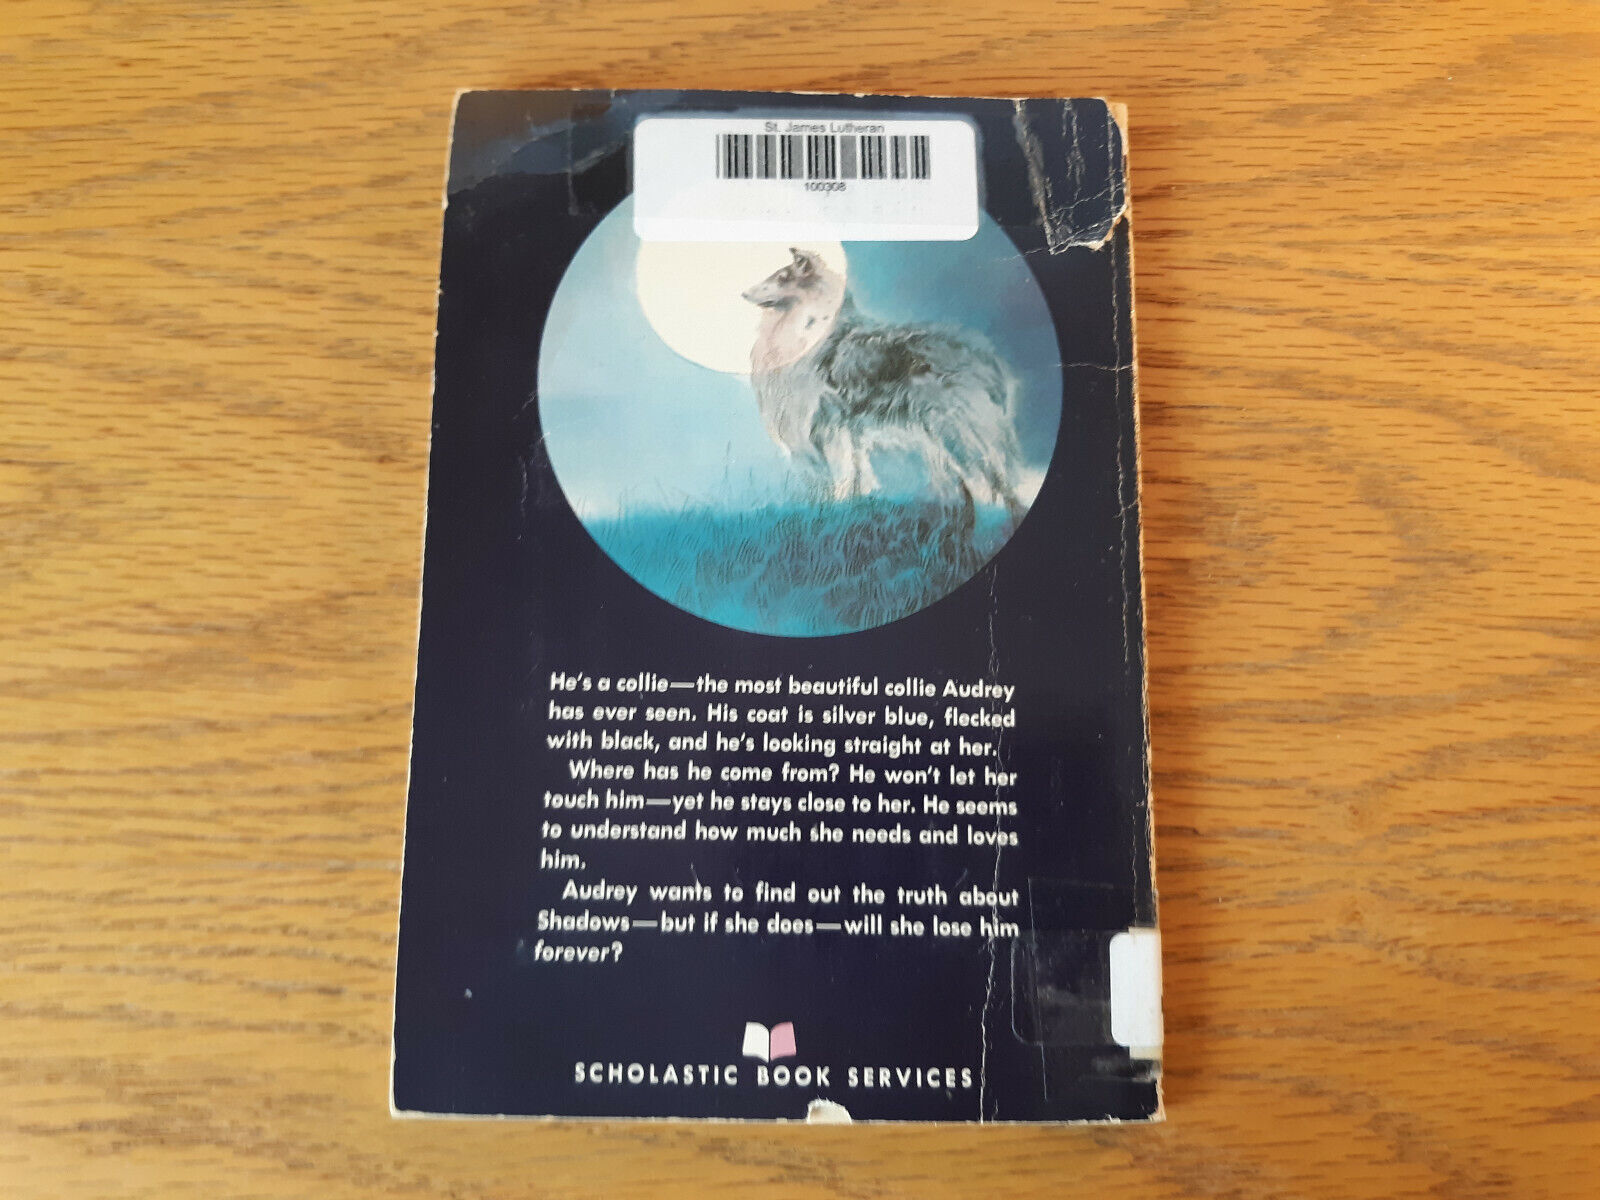 St. James Lutheran
100308
He's a collie—the most beautiful collie Audrey
has ever seen. His coat is silver blue, flecked
with black, and he's looking straight at her.
Where has he come from? He won't let her
touch him—yet he stays close to her. He seems
to understand how much she needs and loves
him.
Audrey wants to find out the truth about
Shadows—but if she does—will she lose him
forever?
SCHOLASTIC BOOK SERVICES